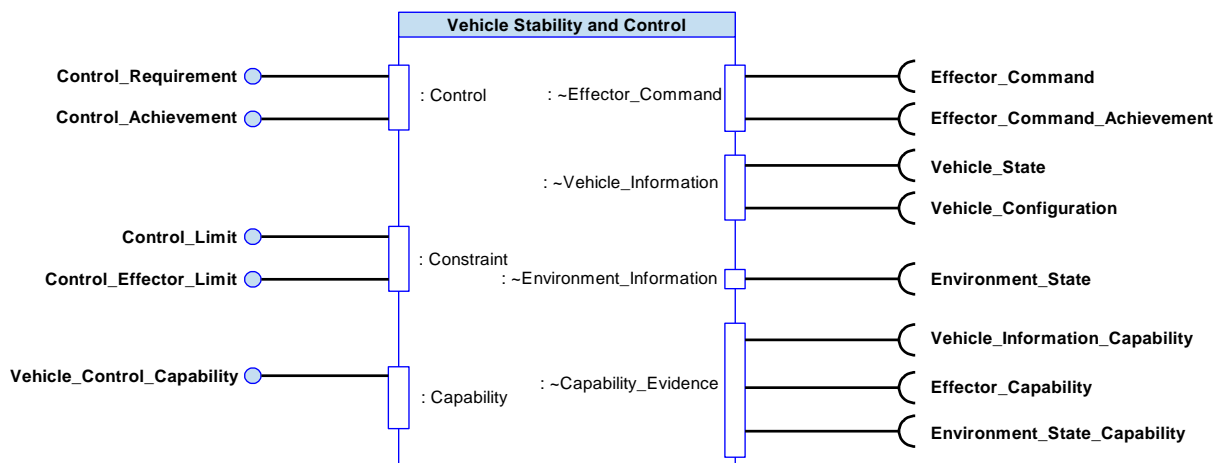 Vehicle Stability and Control
Control_Requirement
Control_Achievement
: Control
: ~Effector_Command
Effector_Command
Effector_Command_Achievement
: ~Vehicle_Information
Vehicle_State
Vehicle_Configuration
Control_Limit
Control_Effector_Limit
: Constraint
: ~Environment_Information
Environment_State
Vehicle_Control_Capability
: Capability
: ~Capability_Evidence
Vehicle_Information_Capability
Effector_Capability
Environment_State_Capability